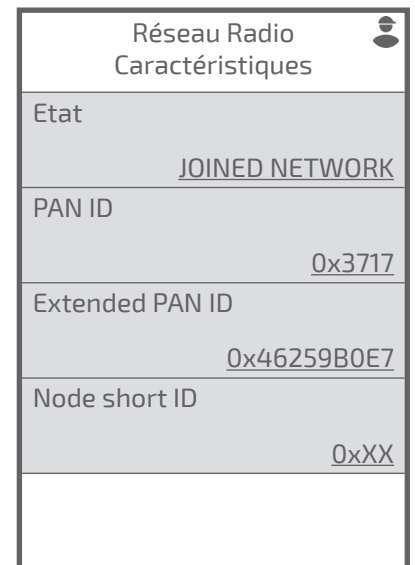 Réseau Radio
Caractéristiques
Etat
JOINED NETWORK
PAN ID
0x3717
Extended PAN ID
0x46259B0E7
Node short ID
0xXX